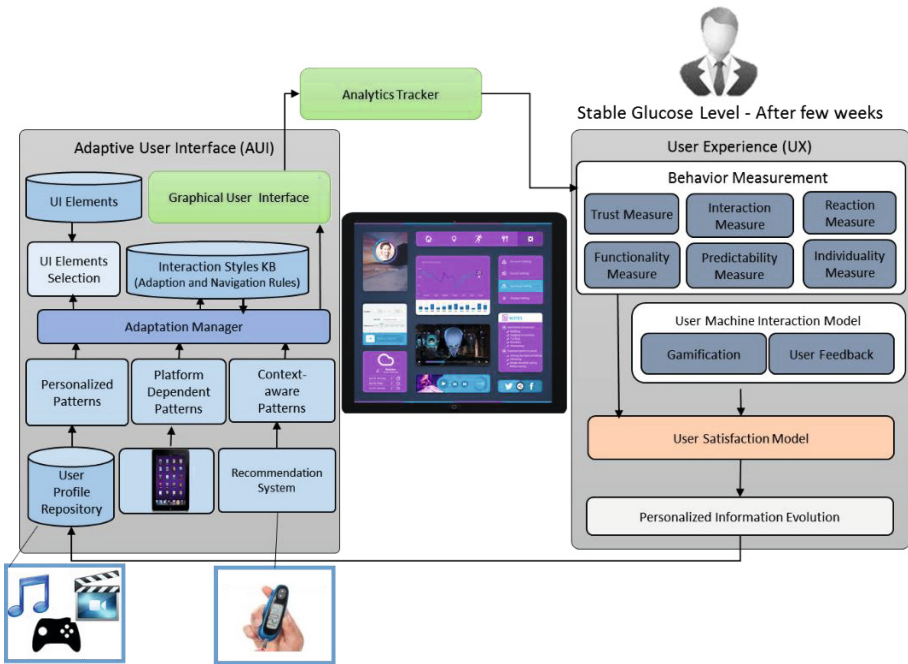 Analytics Tracker
Stable Glucose Level - After few weeks
Adaptive User Interface (AUI)
UI Elements
Graphical User Interface
UI Elements
Selection
Interaction Styles KB
(Adaption and Navigation Rules)
Adaptation Manager
Personalized
Patterns
Platform
Dependent
Patterns
Context-
aware
Patterns
User
Profile
Repository
Recommendation
System
NOTES
User Experience (UX)
Behavior Measurement
Trust Measure
Interaction
Measure
Reaction
Measure
Functionality
Measure
Predictability
Measure
Individuality
Measure
User Machine Interaction Model
Gamification
User Feedback
User Satisfaction Model
Personalized Information Evolution